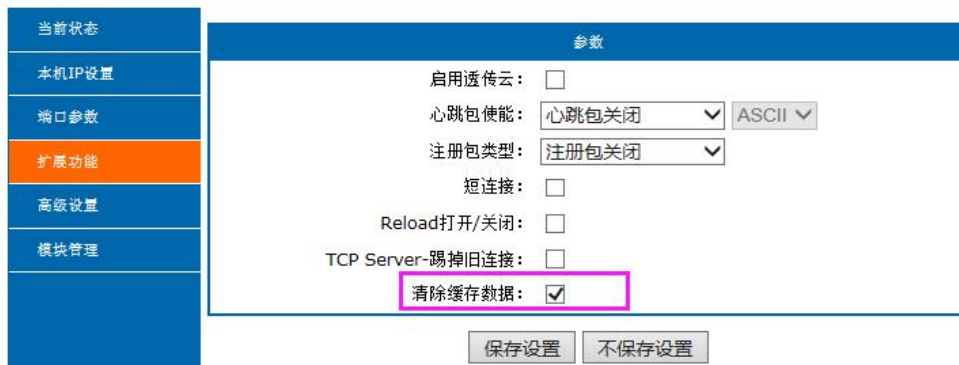 当前状态
本机IP设置
端口参数
扩展功能
高级设置
模块管理
参数
启用透传云：
心跳包使能： 心跳包关闭 ASCII
注册包类型： 注册包关闭
短连接：
Reload打开/关闭：
TCP Server-踢掉旧连接：
清除缓存数据：
保存设置 不保存设置